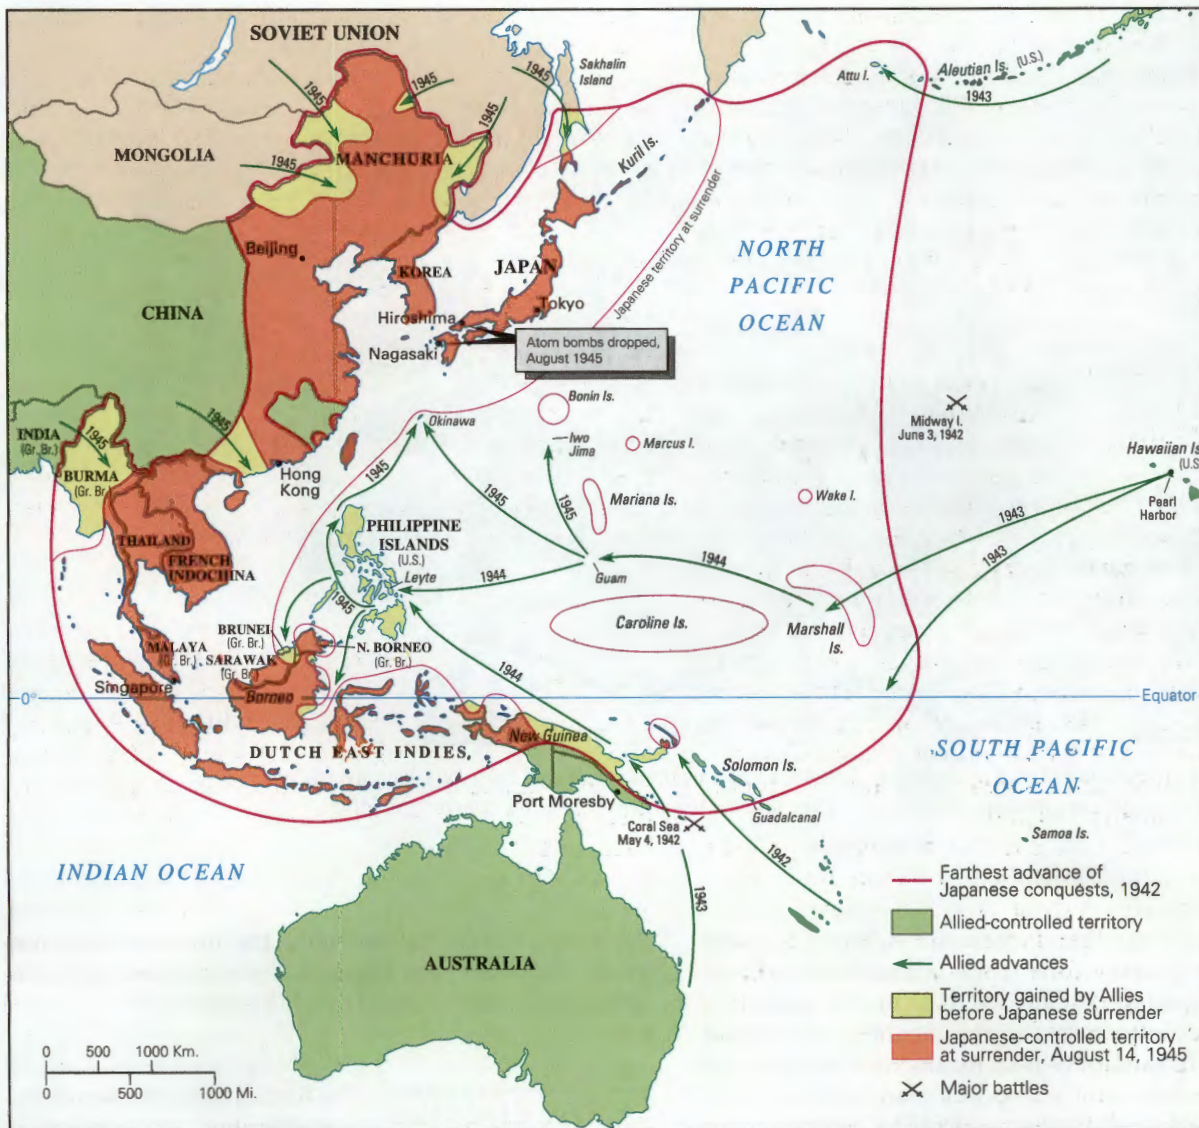 SOVIET UNION
Sakhalin
Island
1945
1945
1945
1945
1945
MONGOLIA
MANCHURIA
Attu I.
Aleutian Is. (U.S.)
1943
Kuril Is.
Japanese territory at surrender
NORTH
PACIFIC
OCEAN
Beijing
KOREA
JAPAN
CHINA
Hiroshima
Tokyo
Nagasaki
Atom bombs dropped,
August 1945
Bonin Is.
Okinawa
Iwo
Jima
Marcus I.
Midway I.
June 3, 1942
INDIA
(Gr. Br.)
1945
1945
BURMA
(Gr. Br.)
Hong
Kong
1945
1945
1945
Mariana Is.
Wake I.
Hawaiian Is
(U.S
Pearl
Harbor
1943
1943
THAILAND
FRENCH
INDOCHINA
PHILIPPINE
ISLANDS
(U.S.)
Leyte
1944
Guam
1944
1945
Caroline Is.
Marshall
Is.
BRUNEI
(Gr. Br.)
N. BORNEO
(Gr. Br.)
MALAYA
(Gr. Br.)
SARAWAK
(Gr. Br.)
Singapore
Borneo
1944
0°
Equator
DUTCH EAST INDIES
New Guinea
Solomon Is.
SOUTH PACIFIC
OCEAN
Port Moresby
Guadalcanal
Coral Sea
May 4, 1942
Samoa Is.
INDIAN OCEAN
1942
1943
AUSTRALIA
Farthest advance of
Japanese conquests, 1942
Allied-controlled territory
Allied advances
Territory gained by Allies
before Japanese surrender
Japanese-controlled territory
at surrender, August 14, 1945
Major battles
0 500 1000 Km.
0 500 1000 Mi.